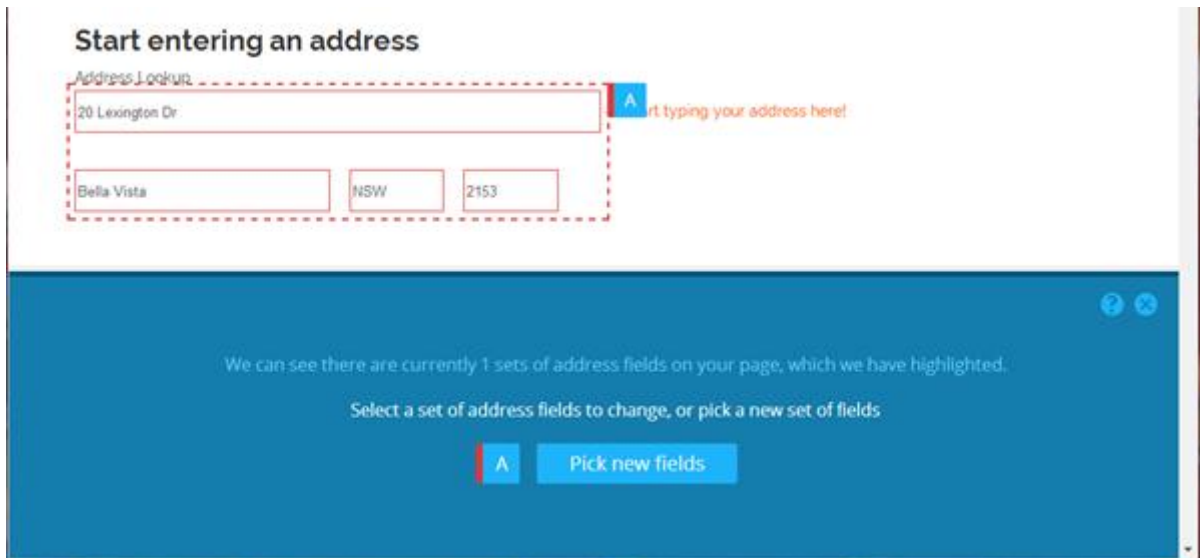 Start entering an address
Address Lookup
20 Lexington Dr
A
rt typing your address here!
Bella Vista
NSW
2153
?
We can see there are currently 1 sets of address fields on your page, which we have highlighted.
Select a set of address fields to change, or pick a new set of fields
A
Pick new fields